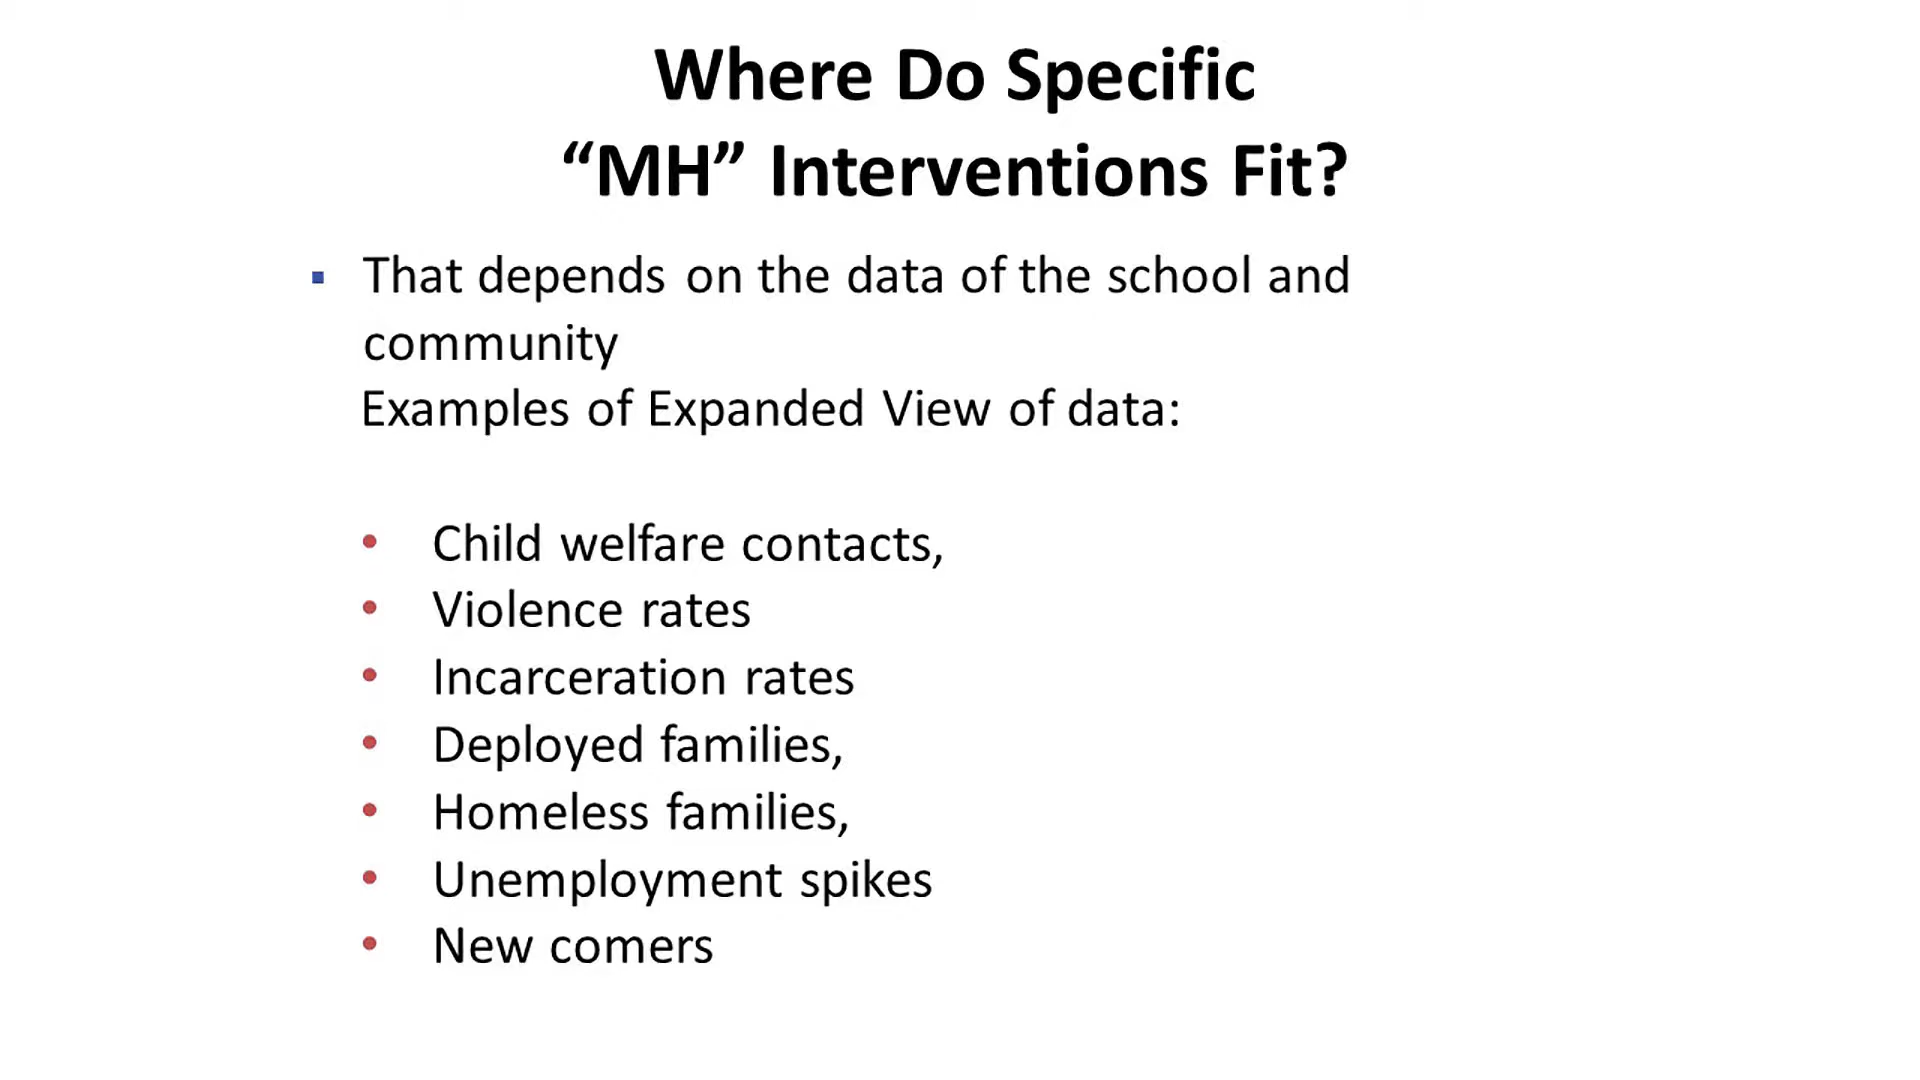 Where Do Specific
“MH” Interventions Fit?
▪ That depends on the data of the school and
community
Examples of Expanded View of data:
• Child welfare contacts,
• Violence rates
• Incarceration rates
• Deployed families,
• Homeless families,
• Unemployment spikes
• New comers